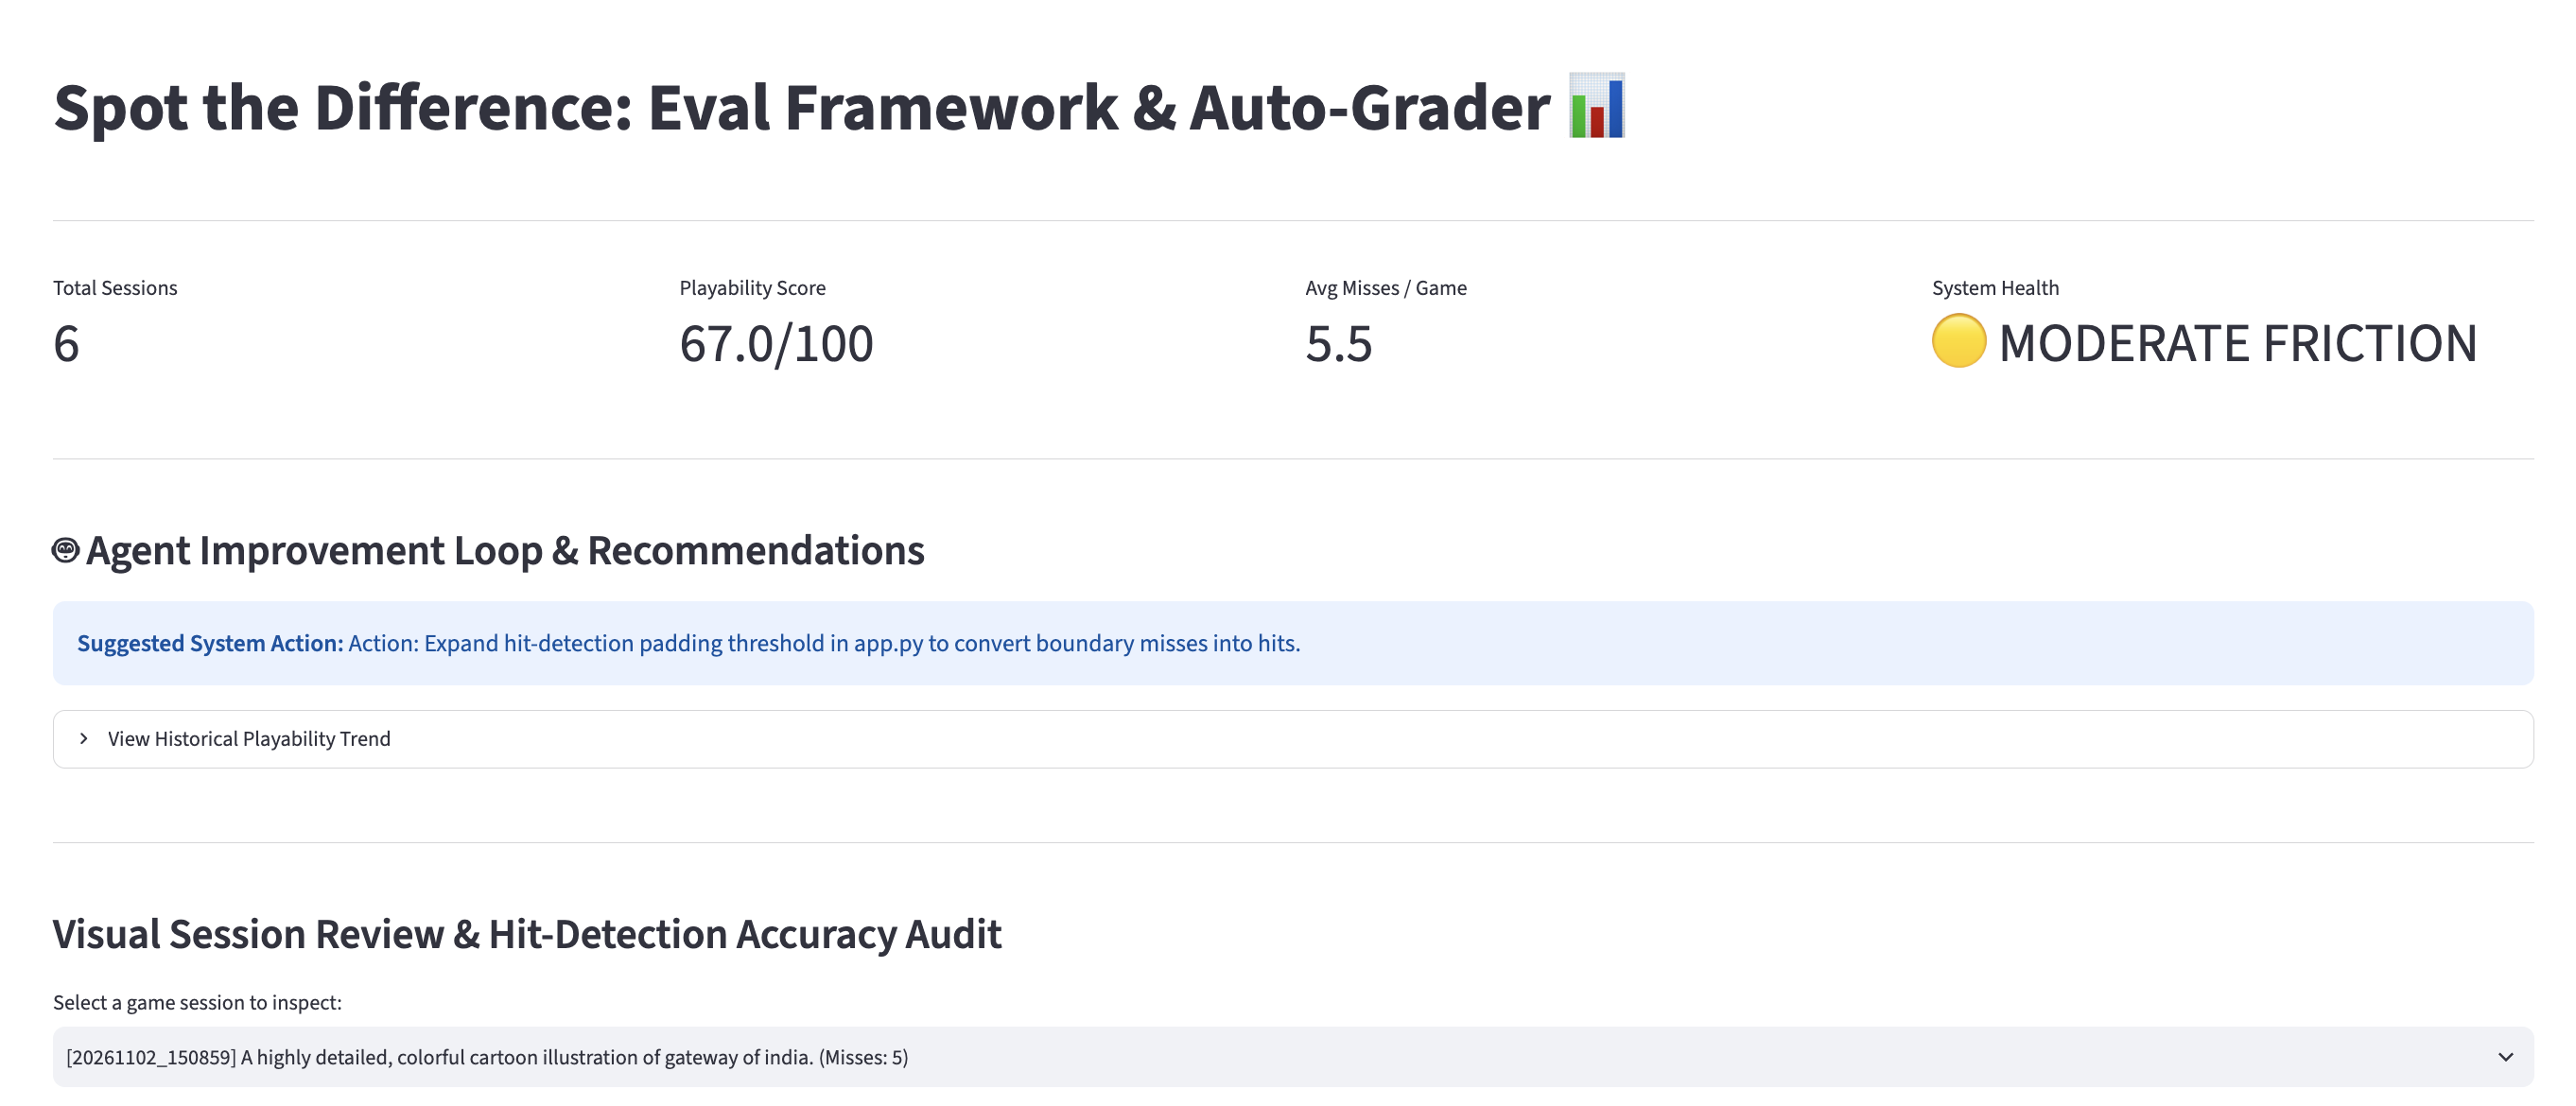 Spot the Difference: Eval Framework & Auto-Grader
Total Sessions
6
Playability Score
67.0/100
Avg Misses / Game
5.5
System Health
MODERATE FRICTION
Agent Improvement Loop & Recommendations
Suggested System Action: Action: Expand hit-detection padding threshold in app.py to convert boundary misses into hits.
View Historical Playability Trend
Visual Session Review & Hit-Detection Accuracy Audit
Select a game session to inspect:
[20261102_150859] A highly detailed, colorful cartoon illustration of gateway of india. (Misses: 5)